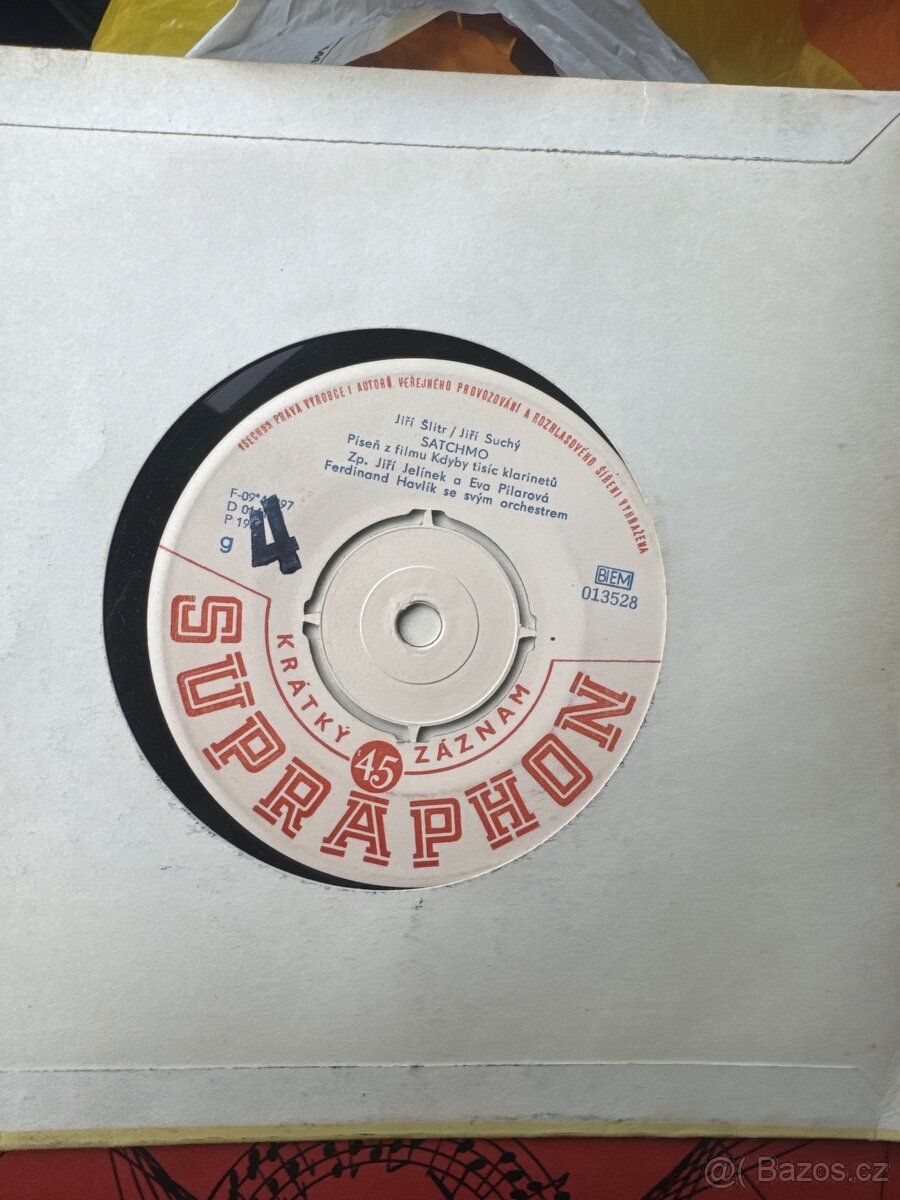 VŠECHNA PRÁVA VÝROBCE I AUTORŮ VEŘEJNÉHO PROVOZOVÁNÍ A ROZHLASOVÉHO ŠÍŘENÍ VYHRAZENA
Jiří Šlitr / Jiří Suchý
SATCHMO
Píseň z filmu Kdyby tisíc klarinetů
Zp. Jiří Jelínek a Eva Pilarová
Ferdinand Havlík se svým orchestrem
g
4
BIEM
013528
KRÁTKÝ 45 ZÁZNAM
SUPRAPHON
@( Bazos.cz